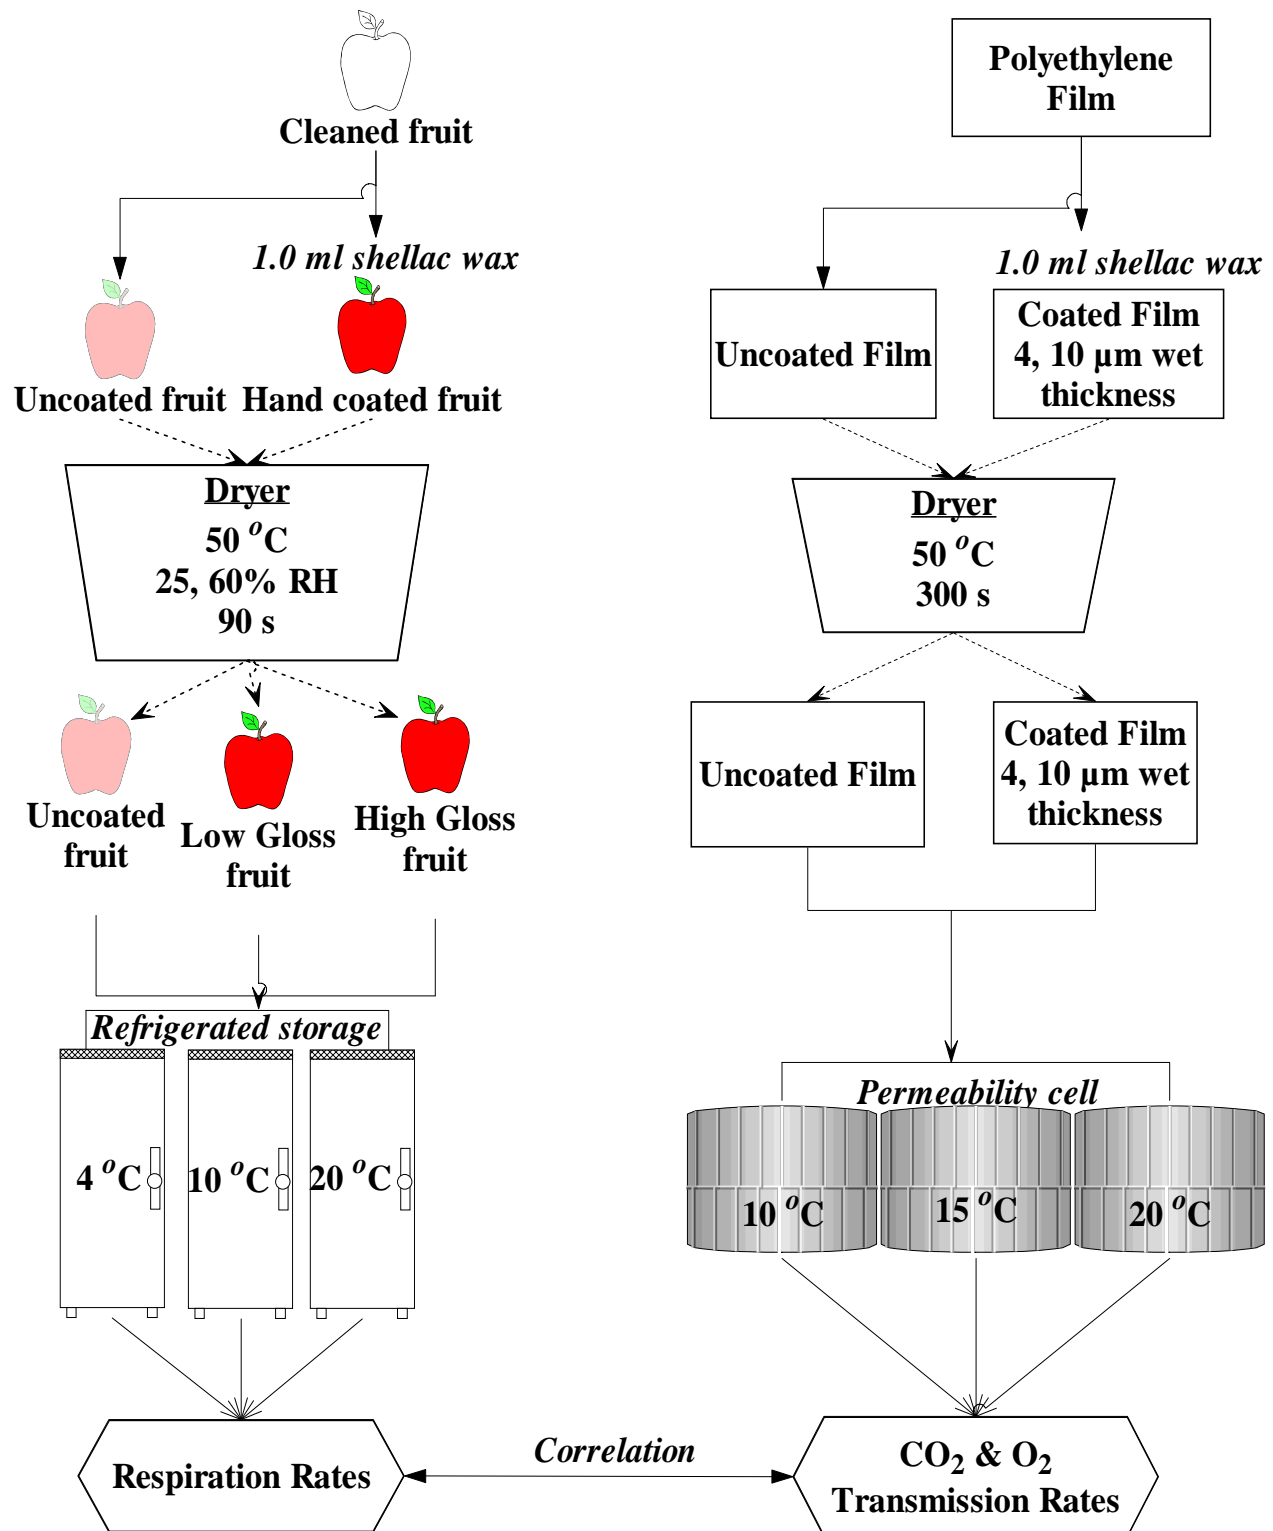 Cleaned fruit
1.0 ml shellac wax
Uncoated fruit
Hand coated fruit
Dryer
50 °C
25, 60% RH
90 s
Uncoated
fruit
Low Gloss
fruit
High Gloss
fruit
Refrigerated storage
4 °C
10 °C
20 °C
Respiration Rates
Correlation
Polyethylene
Film
1.0 ml shellac wax
Uncoated Film
Coated Film
4, 10 µm wet
thickness
Dryer
50 °C
300 s
Uncoated Film
Coated Film
4, 10 µm wet
thickness
Permeability cell
10 °C
15 °C
20 °C
CO₂ & O₂
Transmission Rates